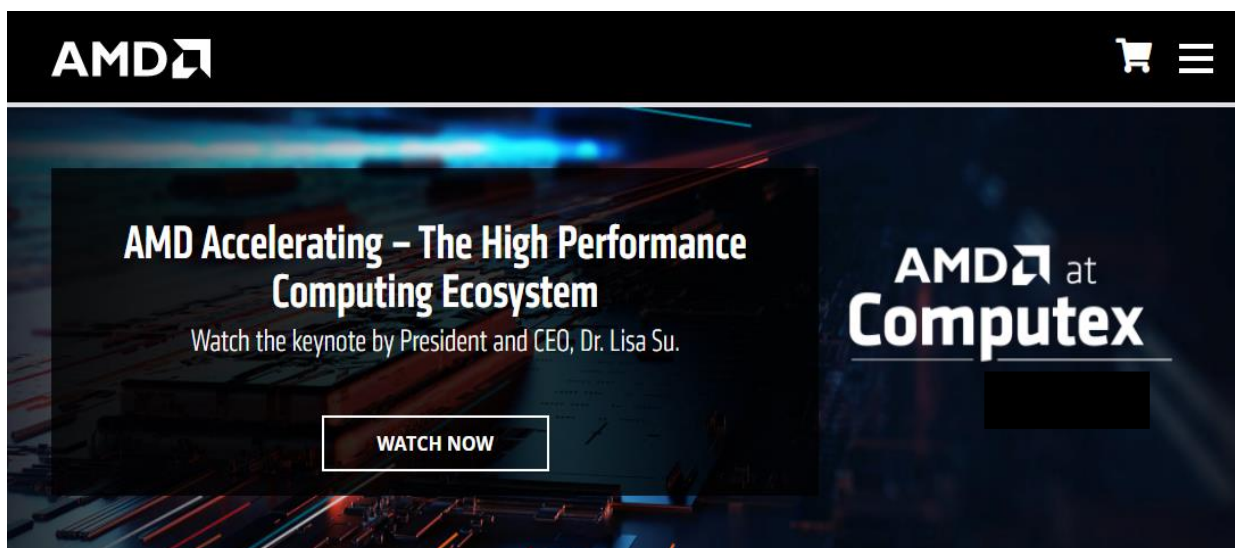 AMD
AMD Accelerating – The High Performance
Computing Ecosystem
Watch the keynote by President and CEO, Dr. Lisa Su.
WATCH NOW
AMD at
Computex